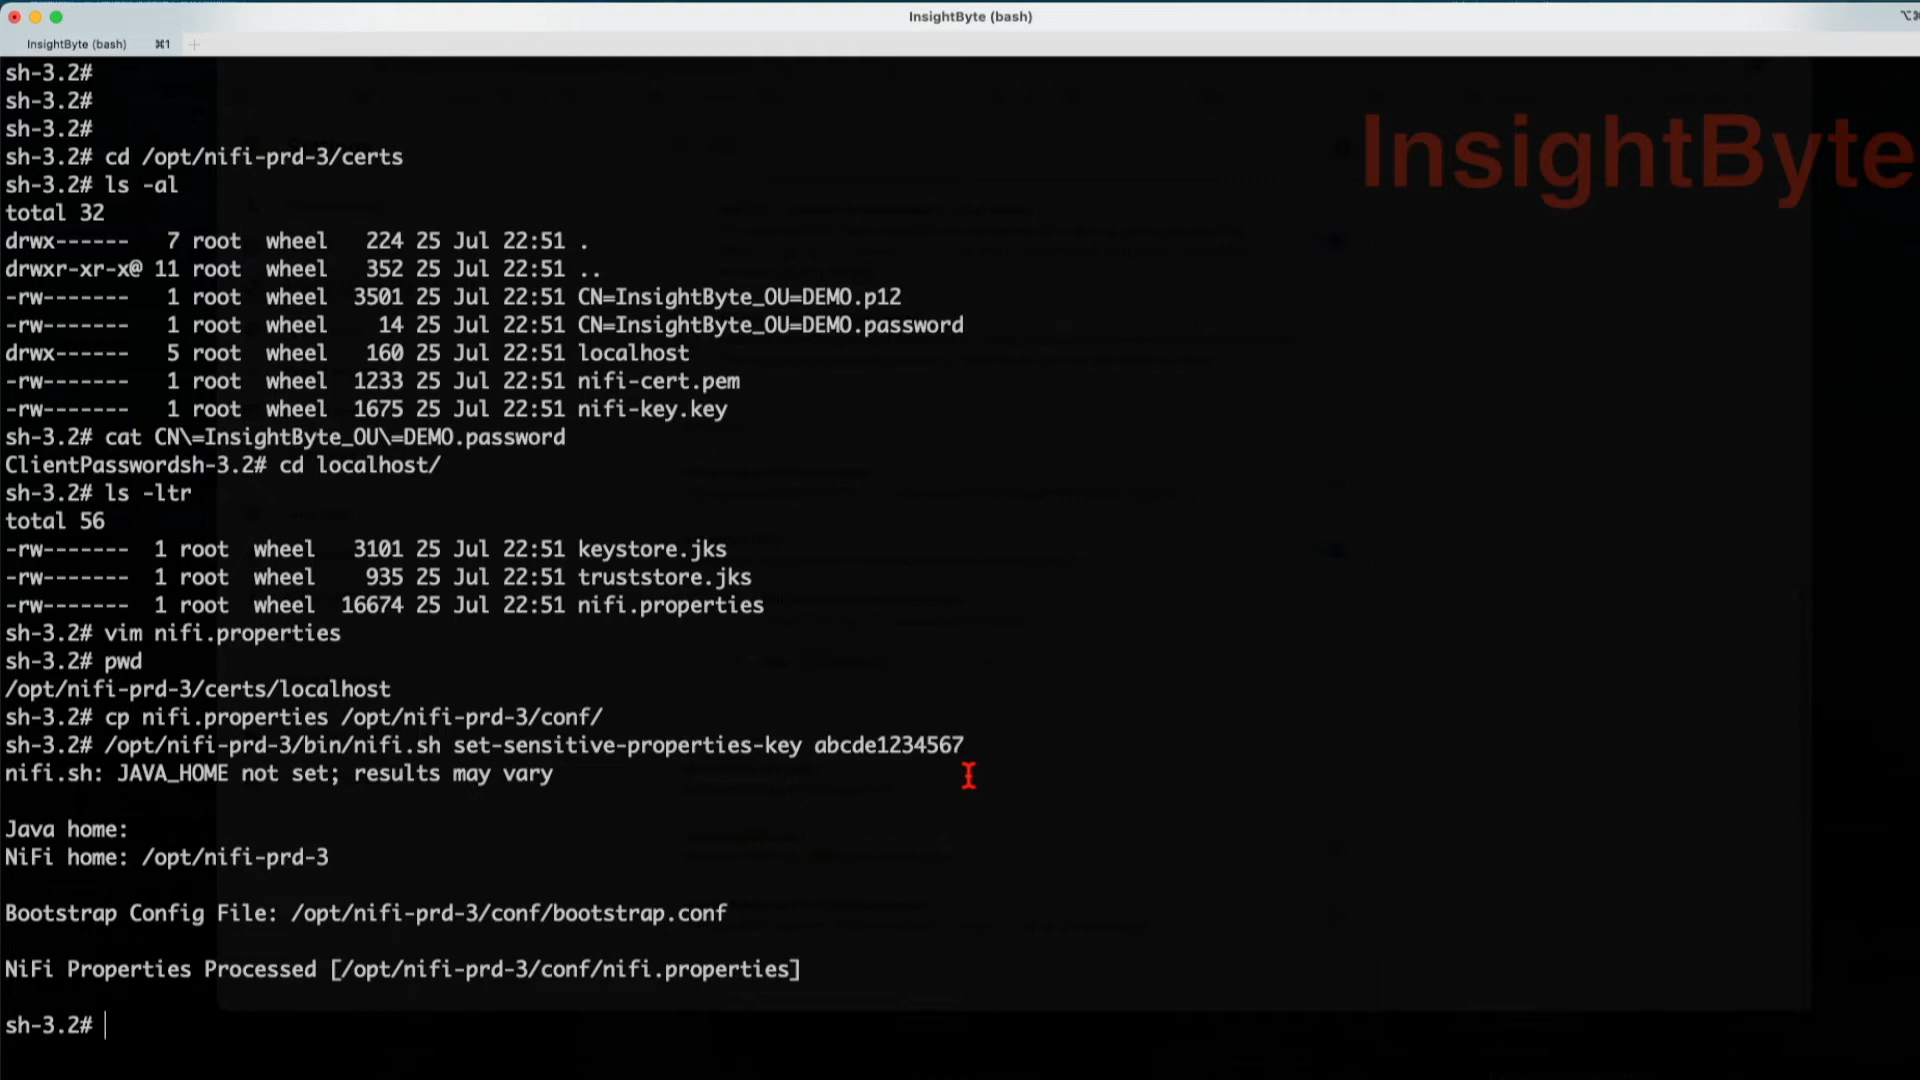 InsightByte (bash)
InsightByte (bash) ⌘1
sh-3.2#
sh-3.2#
sh-3.2#
sh-3.2# cd /opt/nifi-prd-3/certs
sh-3.2# ls -al
total 32
drwx------   7 root  wheel   224 25 Jul 22:51 .
drwxr-xr-x@ 11 root  wheel   352 25 Jul 22:51 ..
-rw-------   1 root  wheel  3501 25 Jul 22:51 CN=InsightByte_OU=DEMO.p12
-rw-------   1 root  wheel    14 25 Jul 22:51 CN=InsightByte_OU=DEMO.password
drwx------   5 root  wheel   160 25 Jul 22:51 localhost
-rw-------   1 root  wheel  1233 25 Jul 22:51 nifi-cert.pem
-rw-------   1 root  wheel  1675 25 Jul 22:51 nifi-key.key
sh-3.2# cat CN\=InsightByte_OU\=DEMO.password
ClientPasswordsh-3.2# cd localhost/
sh-3.2# ls -ltr
total 56
-rw-------  1 root  wheel   3101 25 Jul 22:51 keystore.jks
-rw-------  1 root  wheel    935 25 Jul 22:51 truststore.jks
-rw-------  1 root  wheel  16674 25 Jul 22:51 nifi.properties
sh-3.2# vim nifi.properties
sh-3.2# pwd
/opt/nifi-prd-3/certs/localhost
sh-3.2# cp nifi.properties /opt/nifi-prd-3/conf/
sh-3.2# /opt/nifi-prd-3/bin/nifi.sh set-sensitive-properties-key abcde1234567
nifi.sh: JAVA_HOME not set; results may vary
Java home:
NiFi home: /opt/nifi-prd-3
Bootstrap Config File: /opt/nifi-prd-3/conf/bootstrap.conf
NiFi Properties Processed [/opt/nifi-prd-3/conf/nifi.properties]
sh-3.2#
InsightByte